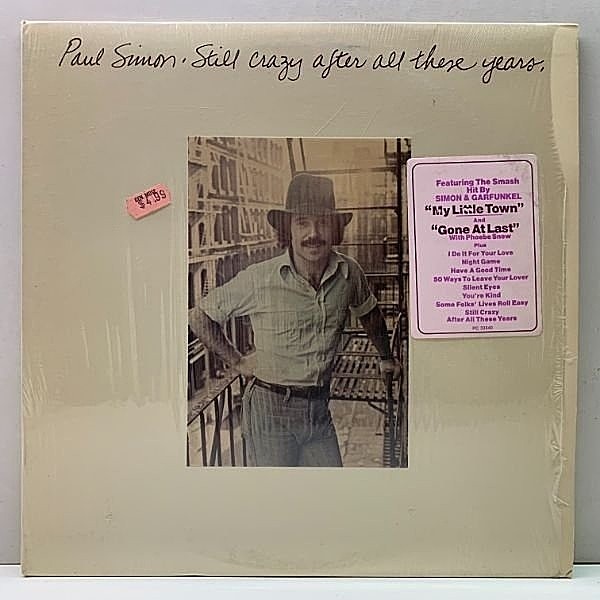 Paul Simon · Still crazy after all these years.
$4.09
Featuring The Smash
Hit By
SIMON & GARFUNKEL
"My Little Town"
And
"Gone At Last"
With Phoebe Snow
Plus
I Do It For Your Love
Night Game
Have A Good Time
50 Ways To Leave Your Lover
Silent Eyes
You're Kind
Some Folks' Lives Roll Easy
Still Crazy
After All These Years
PC 33540